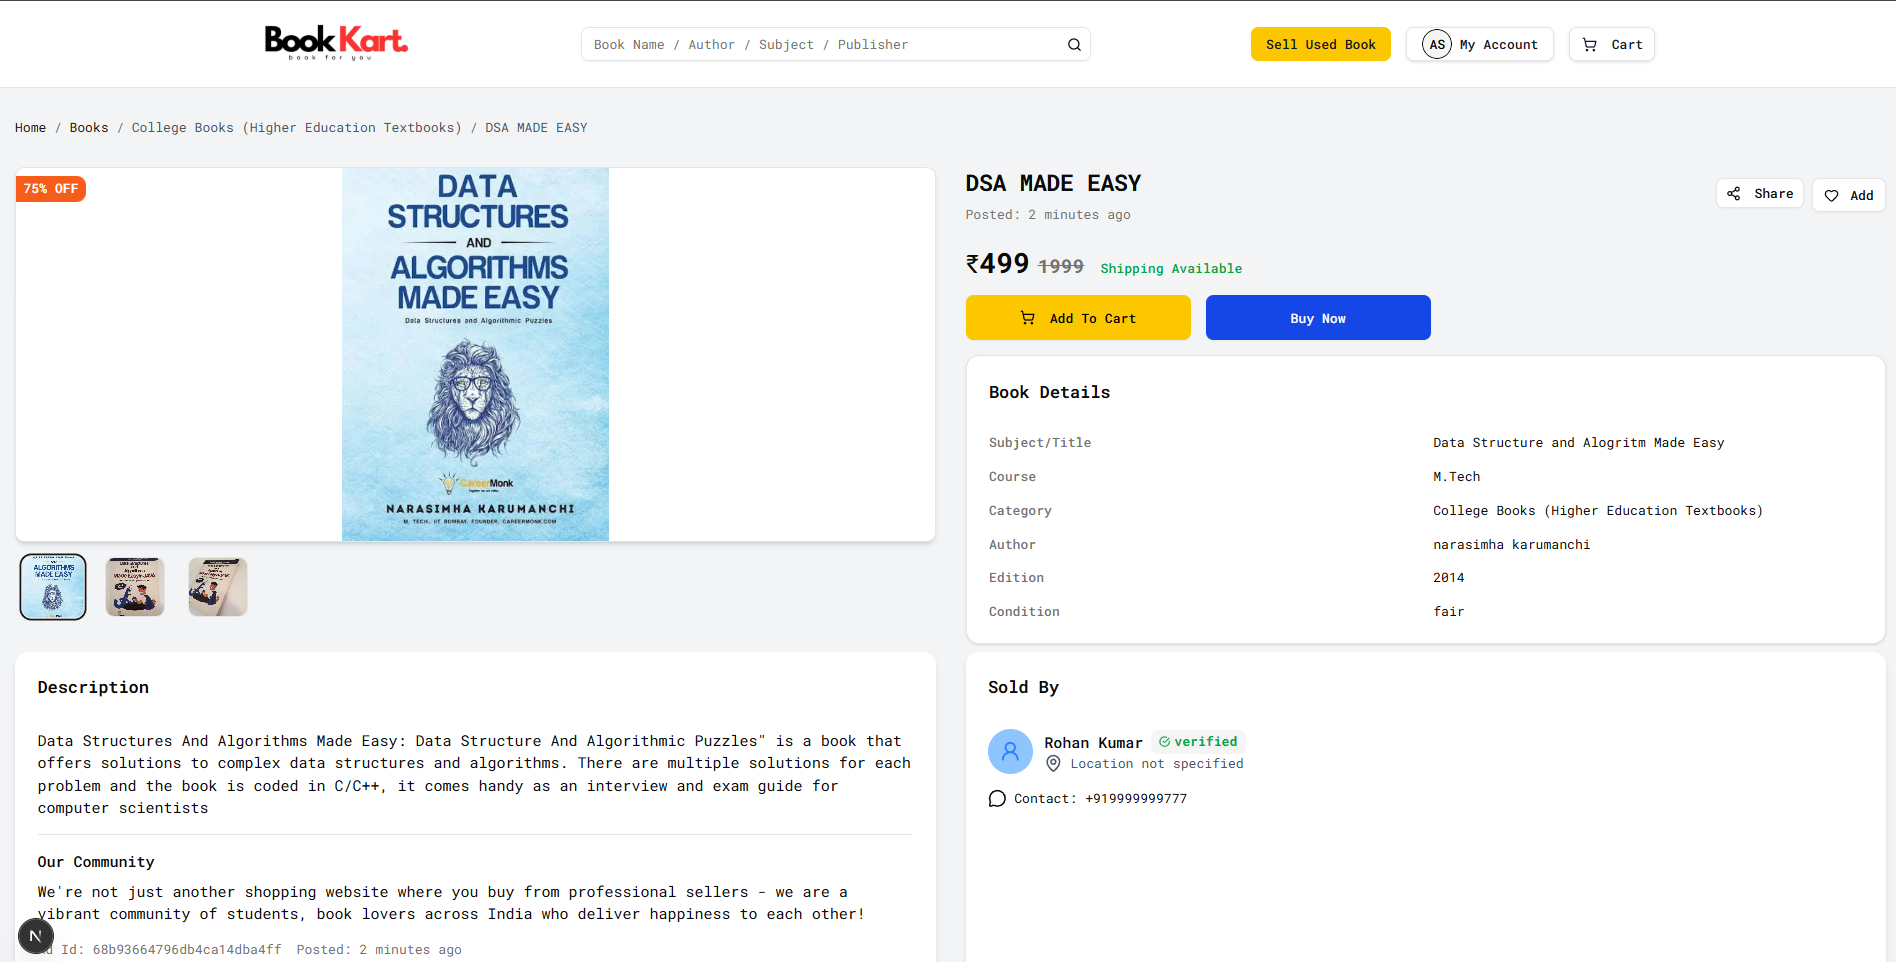 BookKart.
book for you
Book Name / Author / Subject / Publisher
Sell Used Book
AS My Account
Cart
Home / Books / College Books (Higher Education Textbooks) / DSA MADE EASY
75% OFF
DATA
STRUCTURES
AND
ALGORITHMS
MADE EASY
Data Structures and Algorithmic Puzzles
CareerMonk
NARASIMHA KARUMANCHI
M. TECH, IIT BOMBAY, FOUNDER, CAREERMONK.COM
ALGORITHMS
MADE EASY
DSA MADE EASY
Posted: 2 minutes ago
Share
Add
₹499 1999 Shipping Available
Add To Cart
Buy Now
Book Details
Subject/Title Data Structure and Alogritm Made Easy
Course M.Tech
Category College Books (Higher Education Textbooks)
Author narasimha karumanchi
Edition 2014
Condition fair
Description
Data Structures And Algorithms Made Easy: Data Structure And Algorithmic Puzzles" is a book that
offers solutions to complex data structures and algorithms. There are multiple solutions for each
problem and the book is coded in C/C++, it comes handy as an interview and exam guide for
computer scientists
Our Community
We're not just another shopping website where you buy from professional sellers - we are a
vibrant community of students, book lovers across India who deliver happiness to each other!
Id: 68b93664796db4ca14dba4ff Posted: 2 minutes ago
N
Sold By
Rohan Kumar verified
Location not specified
Contact: +919999999777